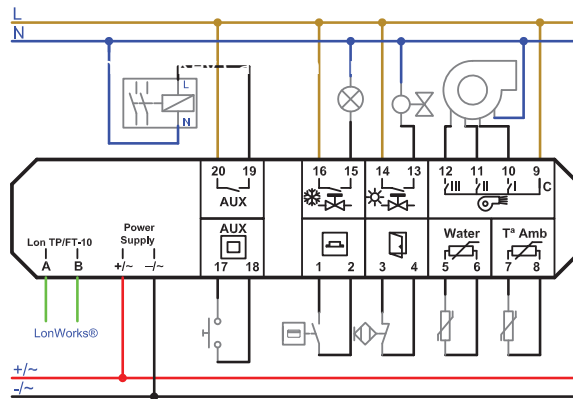 L
N
L
N
20 19
AUX
16 15
14 13
12 11 10 9
III II I C
Lon TP/FT-10
A B
Power
Supply
+/~ –/~
AUX
17 18
1 2
3 4
Water
5 6
Tª Amb
7 8
LonWorks®
+/~
-/~